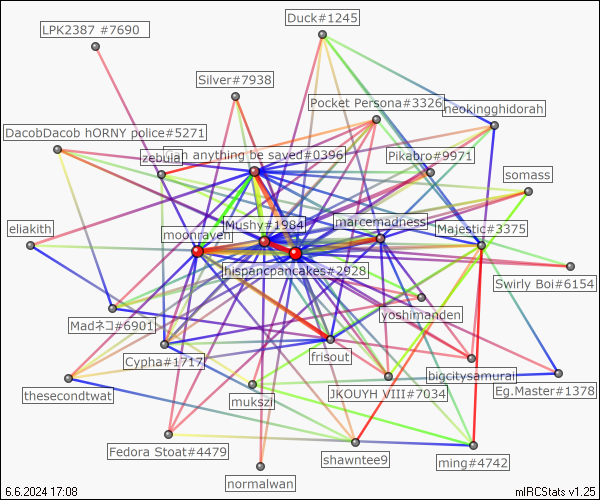 Duck#1245
LPK2387 #7690
Silver#7938
Pocket Persona#3326
neokingghidorah
DacobDacob hORNY police#5271
zebula
n anything be saved#0396
Pikabro#9971
somass
Mushy#1984
marcemadness
eliakith
moonraven
Majestic#3375
hispancpancakes#2928
Swirly Boi#6154
Madネコ#6901
yoshimanden
Cypha#1717
frisout
bigcitysamurai
thesecondtwat
mukszi
JKOUYH VIII#7034
Eg.Master#1378
Fedora Stoat#4479
shawntee9
ming#4742
normalwan
6.6.2024 17:08
mIRCStats v1.25